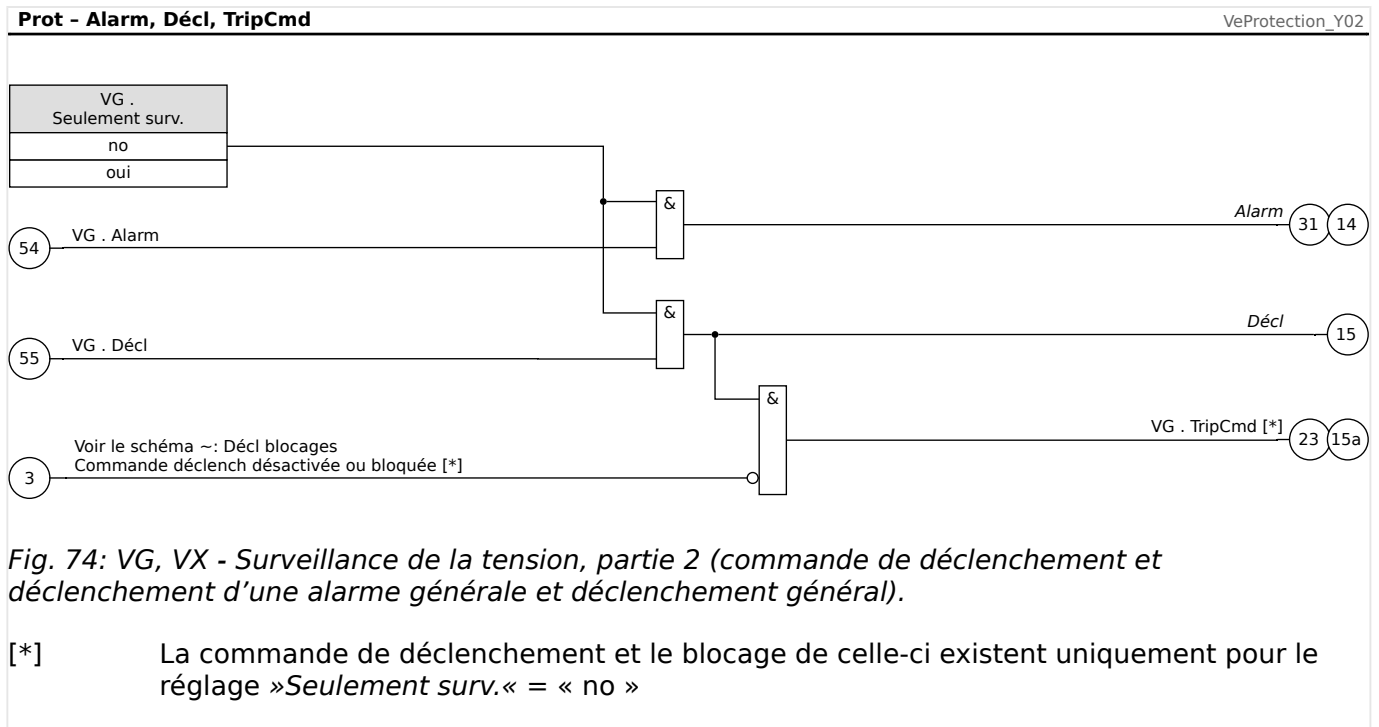 Prot – Alarm, Décl, TripCmd
VeProtection_Y02
VG .
Seulement surv.
no
oui
&
Alarm
31
14
54
VG . Alarm
&
Décl
15
55
VG . Décl
&
VG . TripCmd [*]
23
15a
Voir le schéma ~: Décl blocages
Commande déclench désactivée ou bloquée [*]
3
Fig. 74: VG, VX - Surveillance de la tension, partie 2 (commande de déclenchement et
déclenchement d’une alarme générale et déclenchement général).
[*] La commande de déclenchement et le blocage de celle-ci existent uniquement pour le
réglage »Seulement surv.« = « no »